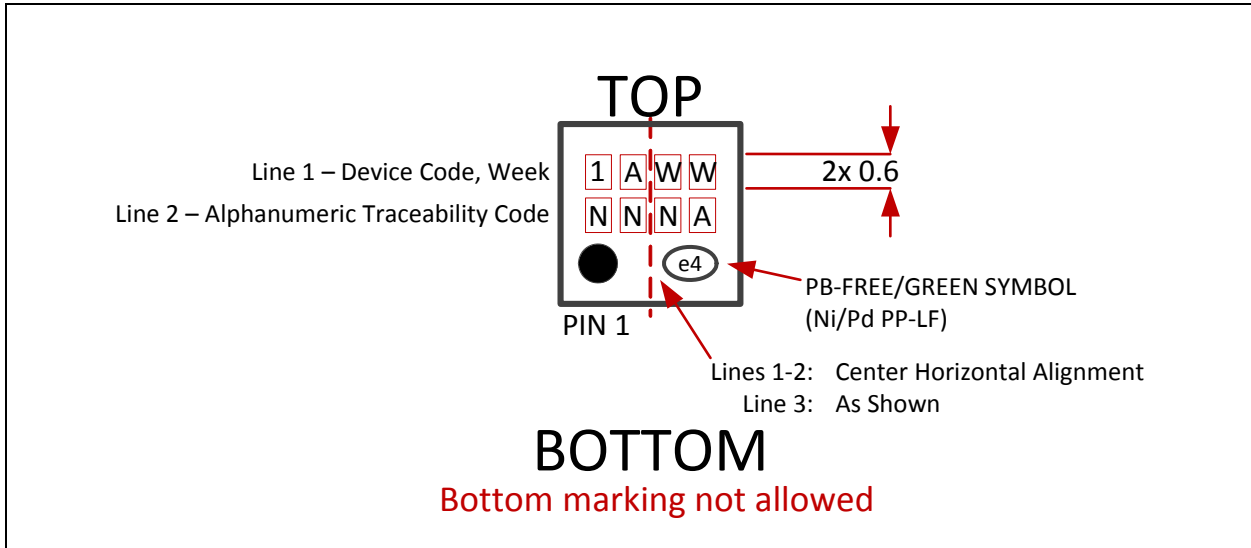 TOP
Line 1 – Device Code, Week
1 A W W
2x 0.6
Line 2 – Alphanumeric Traceability Code
N N N A
e4
PB-FREE/GREEN SYMBOL
(Ni/Pd PP-LF)
PIN 1
Lines 1-2: Center Horizontal Alignment
Line 3: As Shown
BOTTOM
Bottom marking not allowed